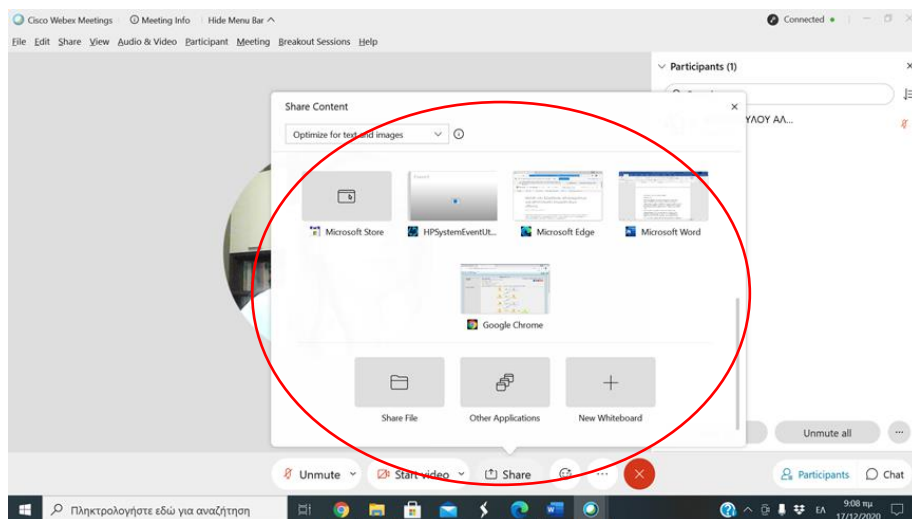 Cisco Webex Meetings Meeting Info Hide Menu Bar
Connected
File Edit Share View Audio & Video Participant Meeting Breakout Sessions Help
Participants (1)
Share Content
Optimize for text and images
ΥΛΟΥ ΑΛ...
Microsoft Store HPSystemEventUt... Microsoft Edge Microsoft Word
Google Chrome
Share File Other Applications New Whiteboard
Unmute all
Unmute Start video Share Participants Chat
Πληκτρολογήστε εδώ για αναζήτηση
ΕΛ 9:08 πμ
17/12/2020